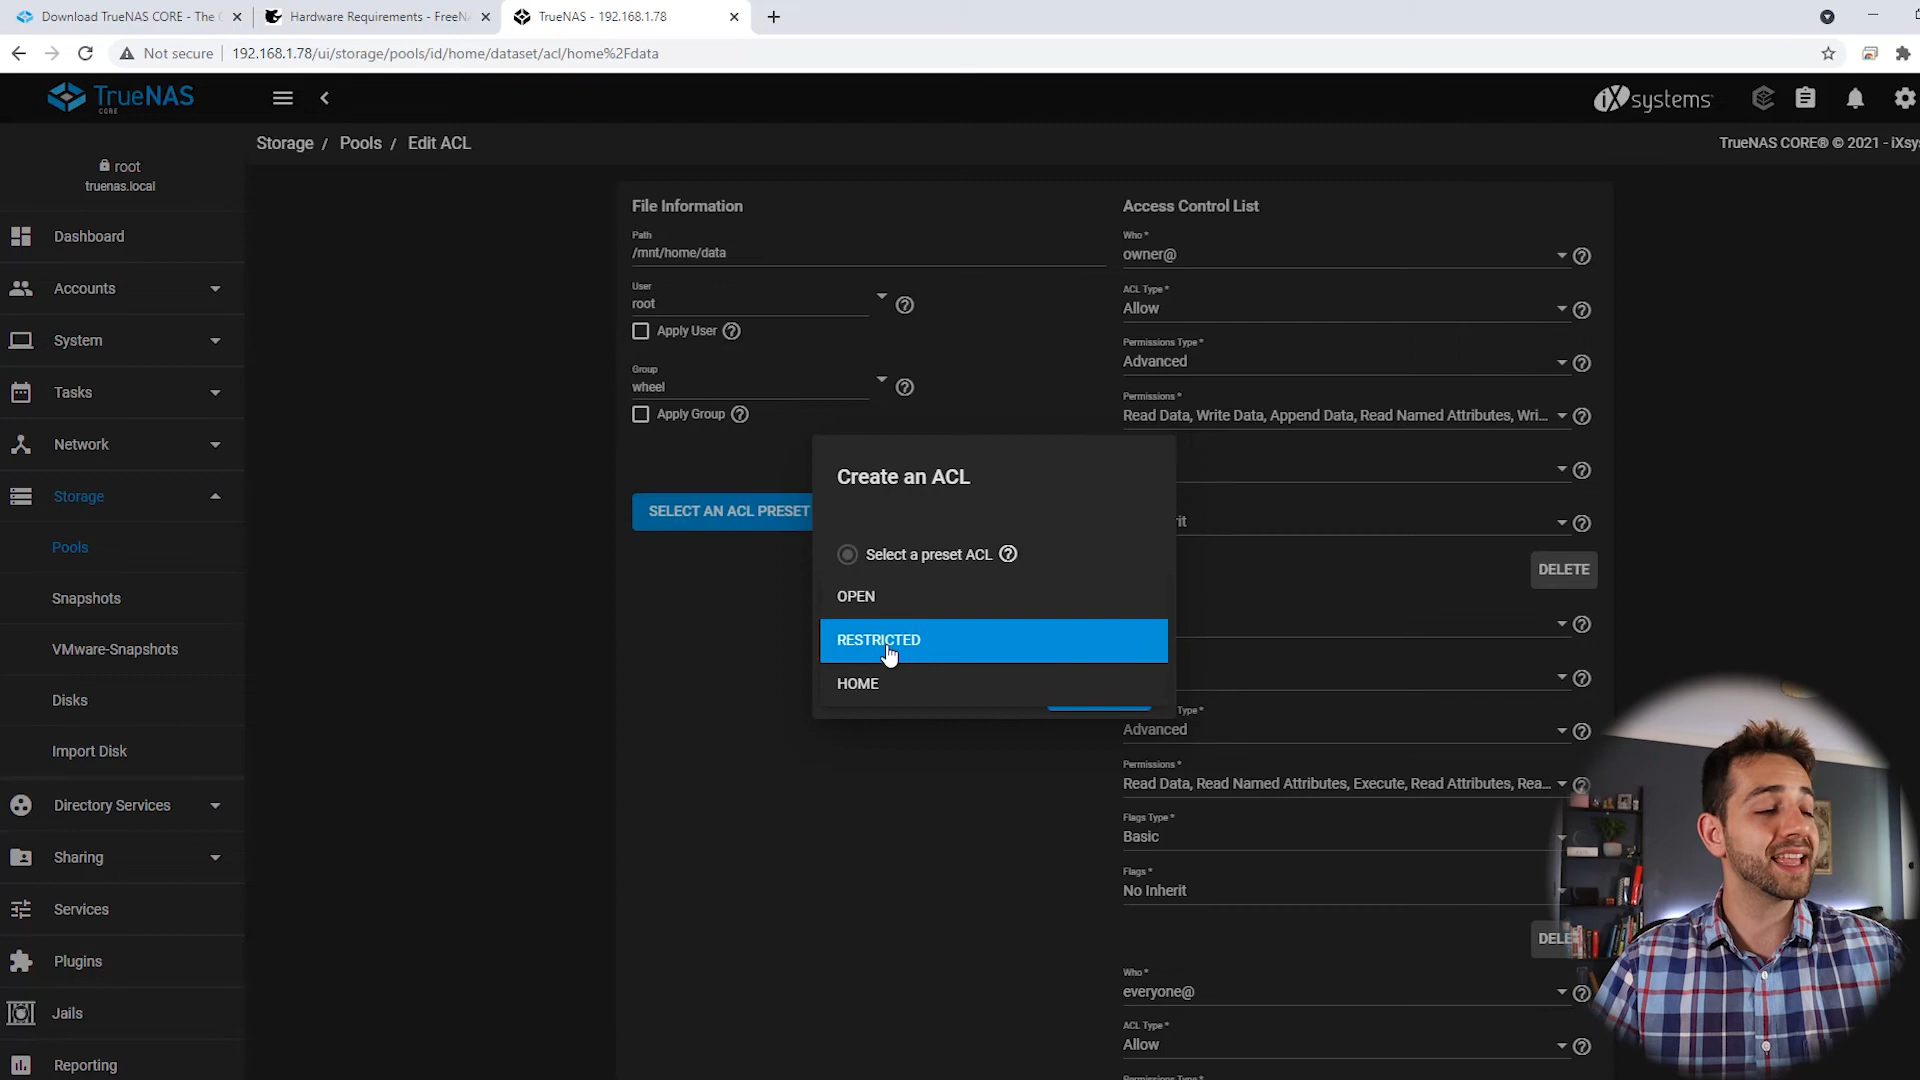 Download TrueNAS CORE - The C
Hardware Requirements - FreeN
TrueNAS - 192.168.1.78
Not secure
192.168.1.78/ui/storage/pools/id/home/dataset/acl/home%2Fdata
TrueNAS
CORE
iXsystems
Storage / Pools / Edit ACL
TrueNAS CORE® © 2021 - iXsy
root
truenas.local
Dashboard
Accounts
System
Tasks
Network
Storage
Pools
Snapshots
VMware-Snapshots
Disks
Import Disk
Directory Services
Sharing
Services
Plugins
Jails
Reporting
File Information
Path
/mnt/home/data
User
root
Apply User
Group
wheel
Apply Group
SELECT AN ACL PRESET
Create an ACL
Select a preset ACL
OPEN
RESTRICTED
HOME
Access Control List
Who *
owner@
ACL Type *
Allow
Permissions Type *
Advanced
Permissions *
Read Data, Write Data, Append Data, Read Named Attributes, Wri...
rit
DELETE
Type *
Advanced
Permissions *
Read Data, Read Named Attributes, Execute, Read Attributes, Rea...
Flags Type *
Basic
Flags *
No Inherit
DELE
Who *
everyone@
ACL Type *
Allow
Permissions Type *